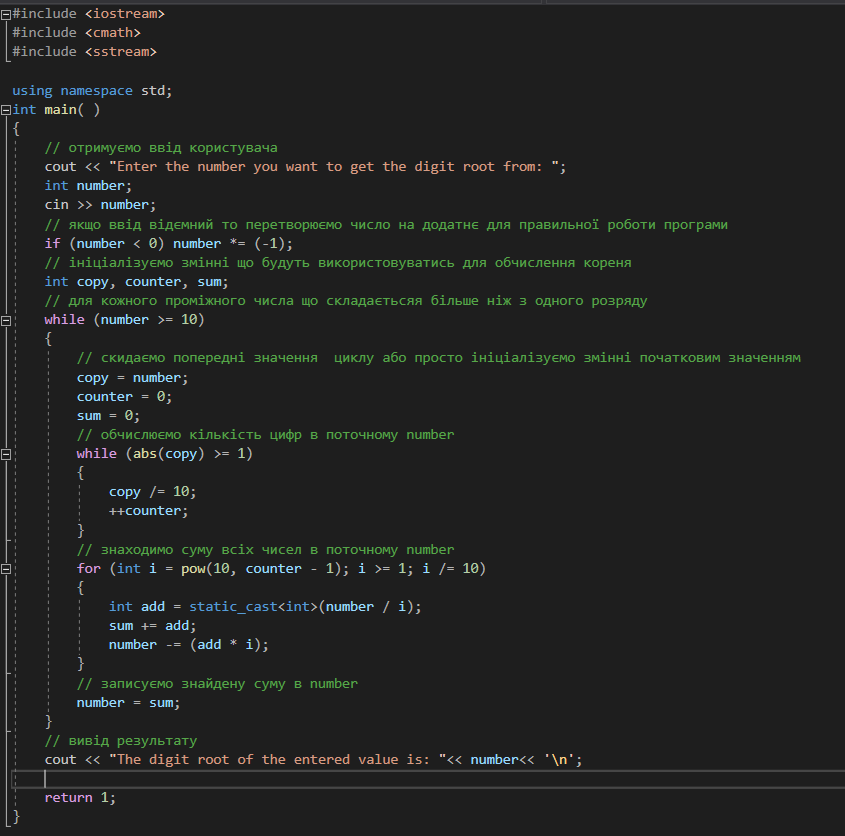 #include <iostream>
#include <cmath>
#include <sstream>
using namespace std;
int main( )
{
// отримуємо ввід користувача
cout << "Enter the number you want to get the digit root from: ";
int number;
cin >> number;
// якщо ввід відємний то перетворюємо число на додатнє для правильної роботи програми
if (number < 0) number *= (-1);
// ініціалізуємо змінні що будуть використовуватись для обчислення кореня
int copy, counter, sum;
// для кожного проміжного числа що складаєтьсяя більше ніж з одного розряду
while (number >= 10)
{
// скидаємо попередні значення  циклу або просто ініціалізуємо змінні початковим значенням
copy = number;
counter = 0;
sum = 0;
// обчислюємо кількість цифр в поточному number
while (abs(copy) >= 1)
{
copy /= 10;
++counter;
}
// знаходимо суму всіх чисел в поточному number
for (int i = pow(10, counter - 1); i >= 1; i /= 10)
{
int add = static_cast<int>(number / i);
sum += add;
number -= (add * i);
}
// записуємо знайдену суму в number
number = sum;
}
// вивід результату
cout << "The digit root of the entered value is: "<< number<< '\n';
return 1;
}